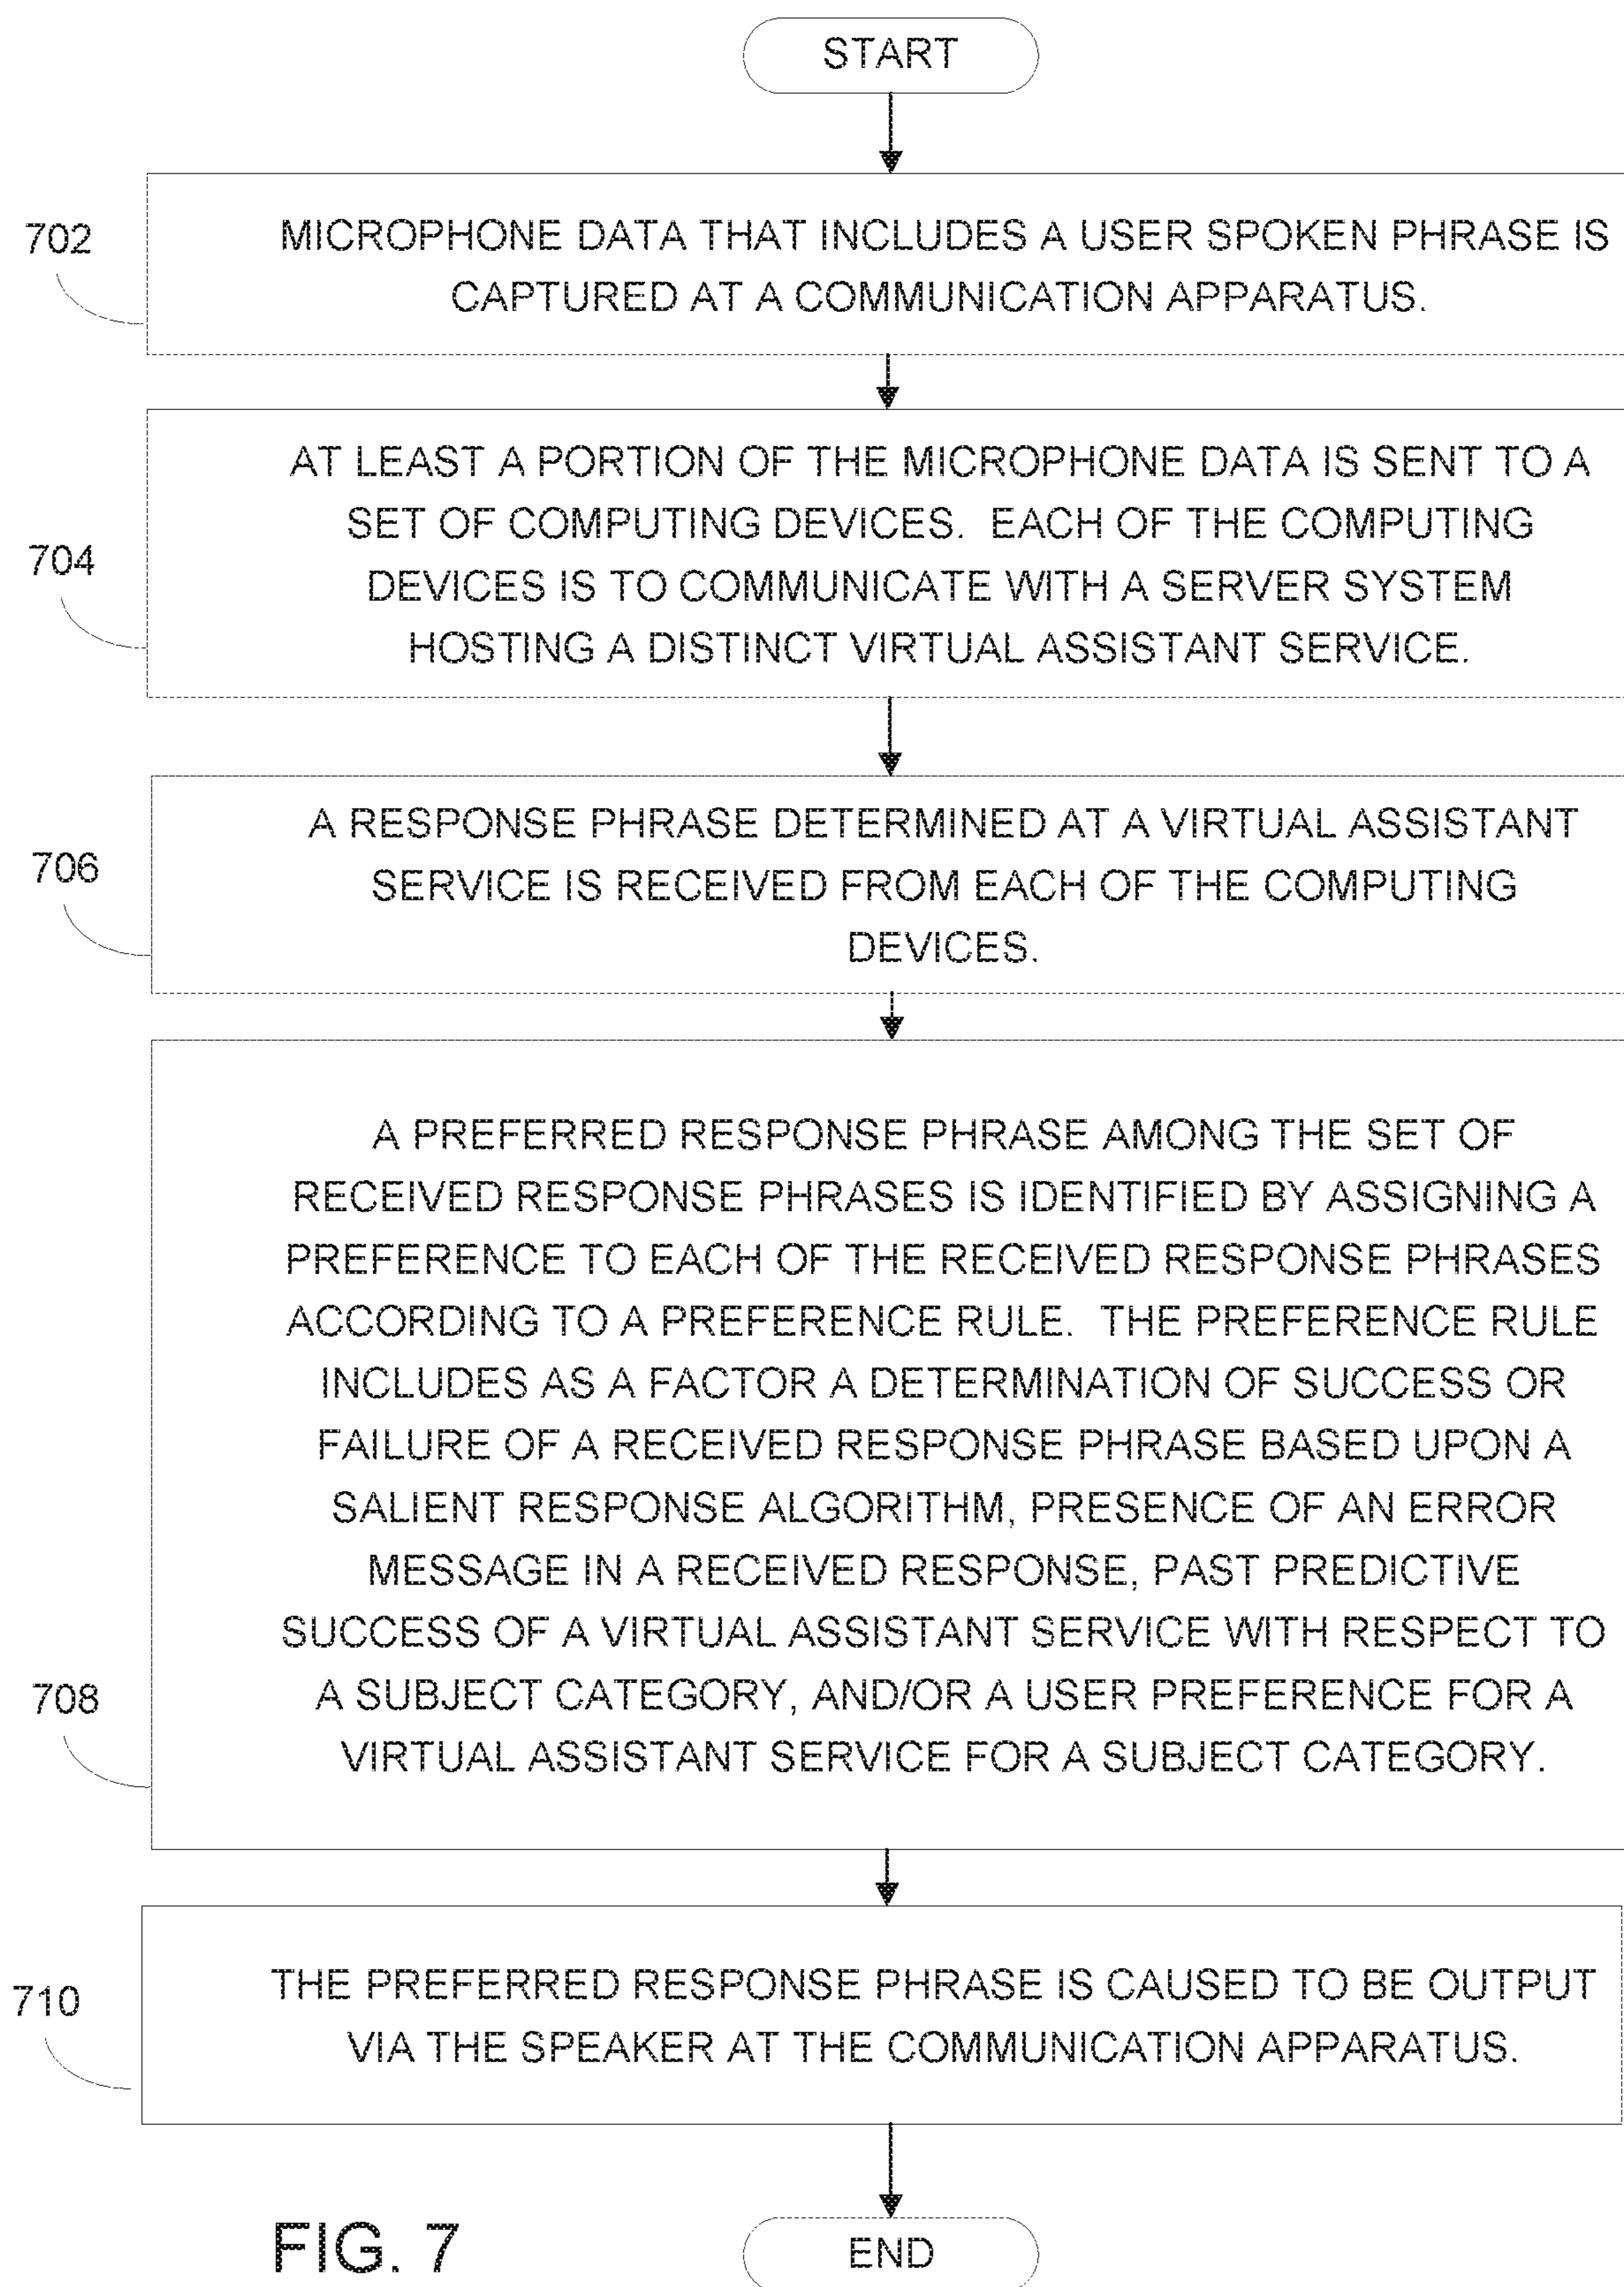 START
702
MICROPHONE DATA THAT INCLUDES A USER SPOKEN PHRASE IS
CAPTURED AT A COMMUNICATION APPARATUS.
704
AT LEAST A PORTION OF THE MICROPHONE DATA IS SENT TO A
SET OF COMPUTING DEVICES. EACH OF THE COMPUTING
DEVICES IS TO COMMUNICATE WITH A SERVER SYSTEM
HOSTING A DISTINCT VIRTUAL ASSISTANT SERVICE.
706
A RESPONSE PHRASE DETERMINED AT A VIRTUAL ASSISTANT
SERVICE IS RECEIVED FROM EACH OF THE COMPUTING
DEVICES.
708
A PREFERRED RESPONSE PHRASE AMONG THE SET OF
RECEIVED RESPONSE PHRASES IS IDENTIFIED BY ASSIGNING A
PREFERENCE TO EACH OF THE RECEIVED RESPONSE PHRASES
ACCORDING TO A PREFERENCE RULE. THE PREFERENCE RULE
INCLUDES AS A FACTOR A DETERMINATION OF SUCCESS OR
FAILURE OF A RECEIVED RESPONSE PHRASE BASED UPON A
SALIENT RESPONSE ALGORITHM, PRESENCE OF AN ERROR
MESSAGE IN A RECEIVED RESPONSE, PAST PREDICTIVE
SUCCESS OF A VIRTUAL ASSISTANT SERVICE WITH RESPECT TO
A SUBJECT CATEGORY, AND/OR A USER PREFERENCE FOR A
VIRTUAL ASSISTANT SERVICE FOR A SUBJECT CATEGORY.
710
THE PREFERRED RESPONSE PHRASE IS CAUSED TO BE OUTPUT
VIA THE SPEAKER AT THE COMMUNICATION APPARATUS.
FIG. 7
END